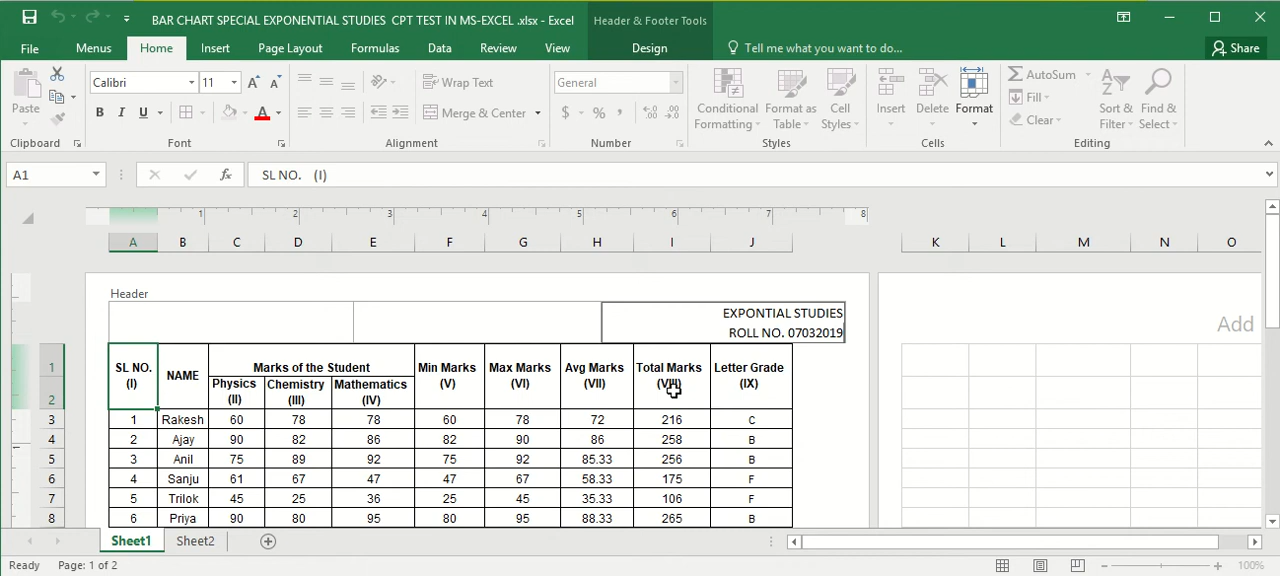 BAR CHART SPECIAL EXPONENTIAL STUDIES CPT TEST IN MS-EXCEL .xlsx - Excel
Header & Footer Tools
File Menus Home Insert Page Layout Formulas Data Review View Design Tell me what you want to do... Share
Calibri 11 Wrap Text General AutoSum
Paste Conditional Formatting Format as Table Cell Styles Insert Delete Format Fill Sort & Filter Find & Select
B I U A Merge & Center $ % , Clear
Clipboard Font Alignment Number Styles Cells Editing
A1 fx SL NO. (I)
1 2 3 4 5 6 7 8
A B C D E F G H I J K L M N O
Header
EXPONTIAL STUDIES
ROLL NO. 07032019
Add
1 SL NO. NAME Marks of the Student Min Marks Max Marks Avg Marks Total Marks Letter Grade
(I) Physics Chemistry Mathematics (V) (VI) (VII) (VIII) (IX)
2 (II) (III) (IV)
3 1 Rakesh 60 78 78 60 78 72 216 C
4 2 Ajay 90 82 86 82 90 86 258 B
5 3 Anil 75 89 92 75 92 85.33 256 B
6 4 Sanju 61 67 47 47 67 58.33 175 F
7 5 Trilok 45 25 36 25 45 35.33 106 F
8 6 Priya 90 80 95 80 95 88.33 265 B
Sheet1 Sheet2
Ready Page: 1 of 2 100%